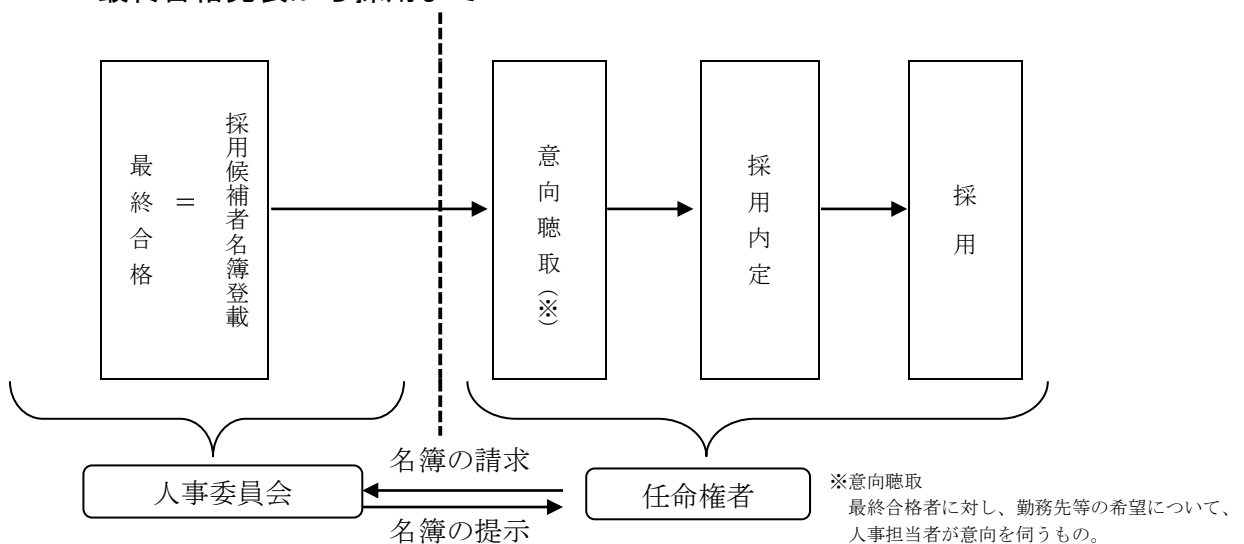 最終合格
＝
採用候補者名簿登載
意向聴取（※）
採用内定
採用
名簿の請求
人事委員会
任命権者
名簿の提示
※意向聴取
最終合格者に対し、勤務先等の希望について、
人事担当者が意向を伺うもの。